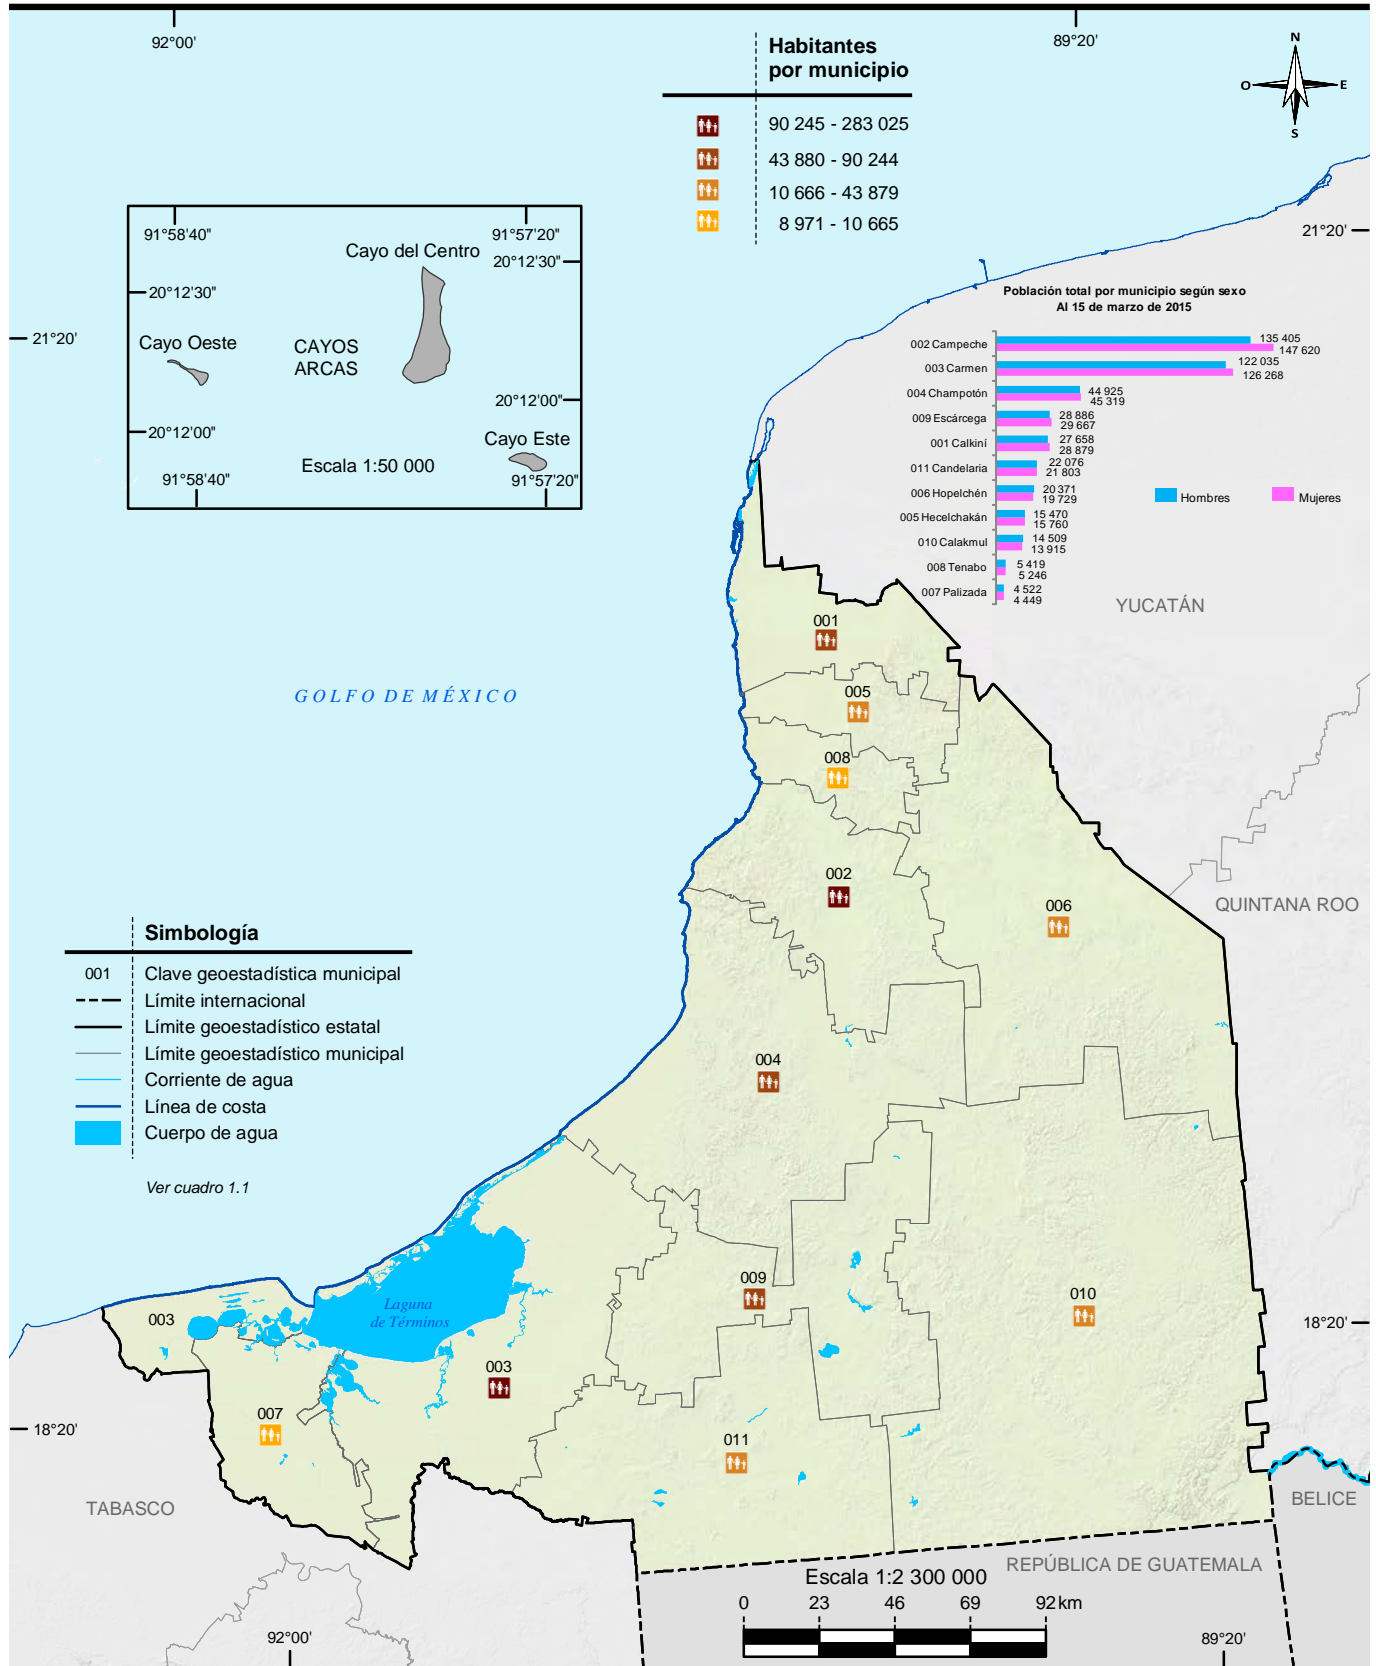 92°00'
89°20'
Habitantes
por municipio
90 245 - 283 025
43 880 - 90 244
10 666 - 43 879
8 971 - 10 665
N
O
E
S
21°20'
91°58'40"
91°57'20"
Cayo del Centro
20°12'30"
20°12'30"
Cayo Oeste
CAYOS
ARCAS
20°12'00"
20°12'00"
Cayo Este
Escala 1:50 000
91°58'40"
91°57'20"
21°20'
Población total por municipio según sexo
Al 15 de marzo de 2015
002 Campeche
135 405
147 620
003 Carmen
122 035
126 268
004 Champotón
44 925
45 319
009 Escárcega
28 886
29 667
001 Calkiní
27 658
28 879
011 Candelaria
22 076
21 803
006 Hopelchén
20 371
19 729
005 Hecelchakán
15 470
15 760
010 Calakmul
14 509
13 915
008 Tenabo
5 419
5 246
007 Palizada
4 522
4 449
Hombres
Mujeres
YUCATÁN
001
GOLFO DE MÉXICO
005
008
002
006
QUINTANA ROO
Simbología
001 Clave geoestadística municipal
Límite internacional
Límite geoestadístico estatal
Límite geoestadístico municipal
Corriente de agua
Línea de costa
Cuerpo de agua
Ver cuadro 1.1
004
009
010
003
Laguna
de Términos
18°20'
003
007
18°20'
011
TABASCO
BELICE
REPÚBLICA DE GUATEMALA
Escala 1:2 300 000
0 23 46 69 92 km
92°00'
89°20'